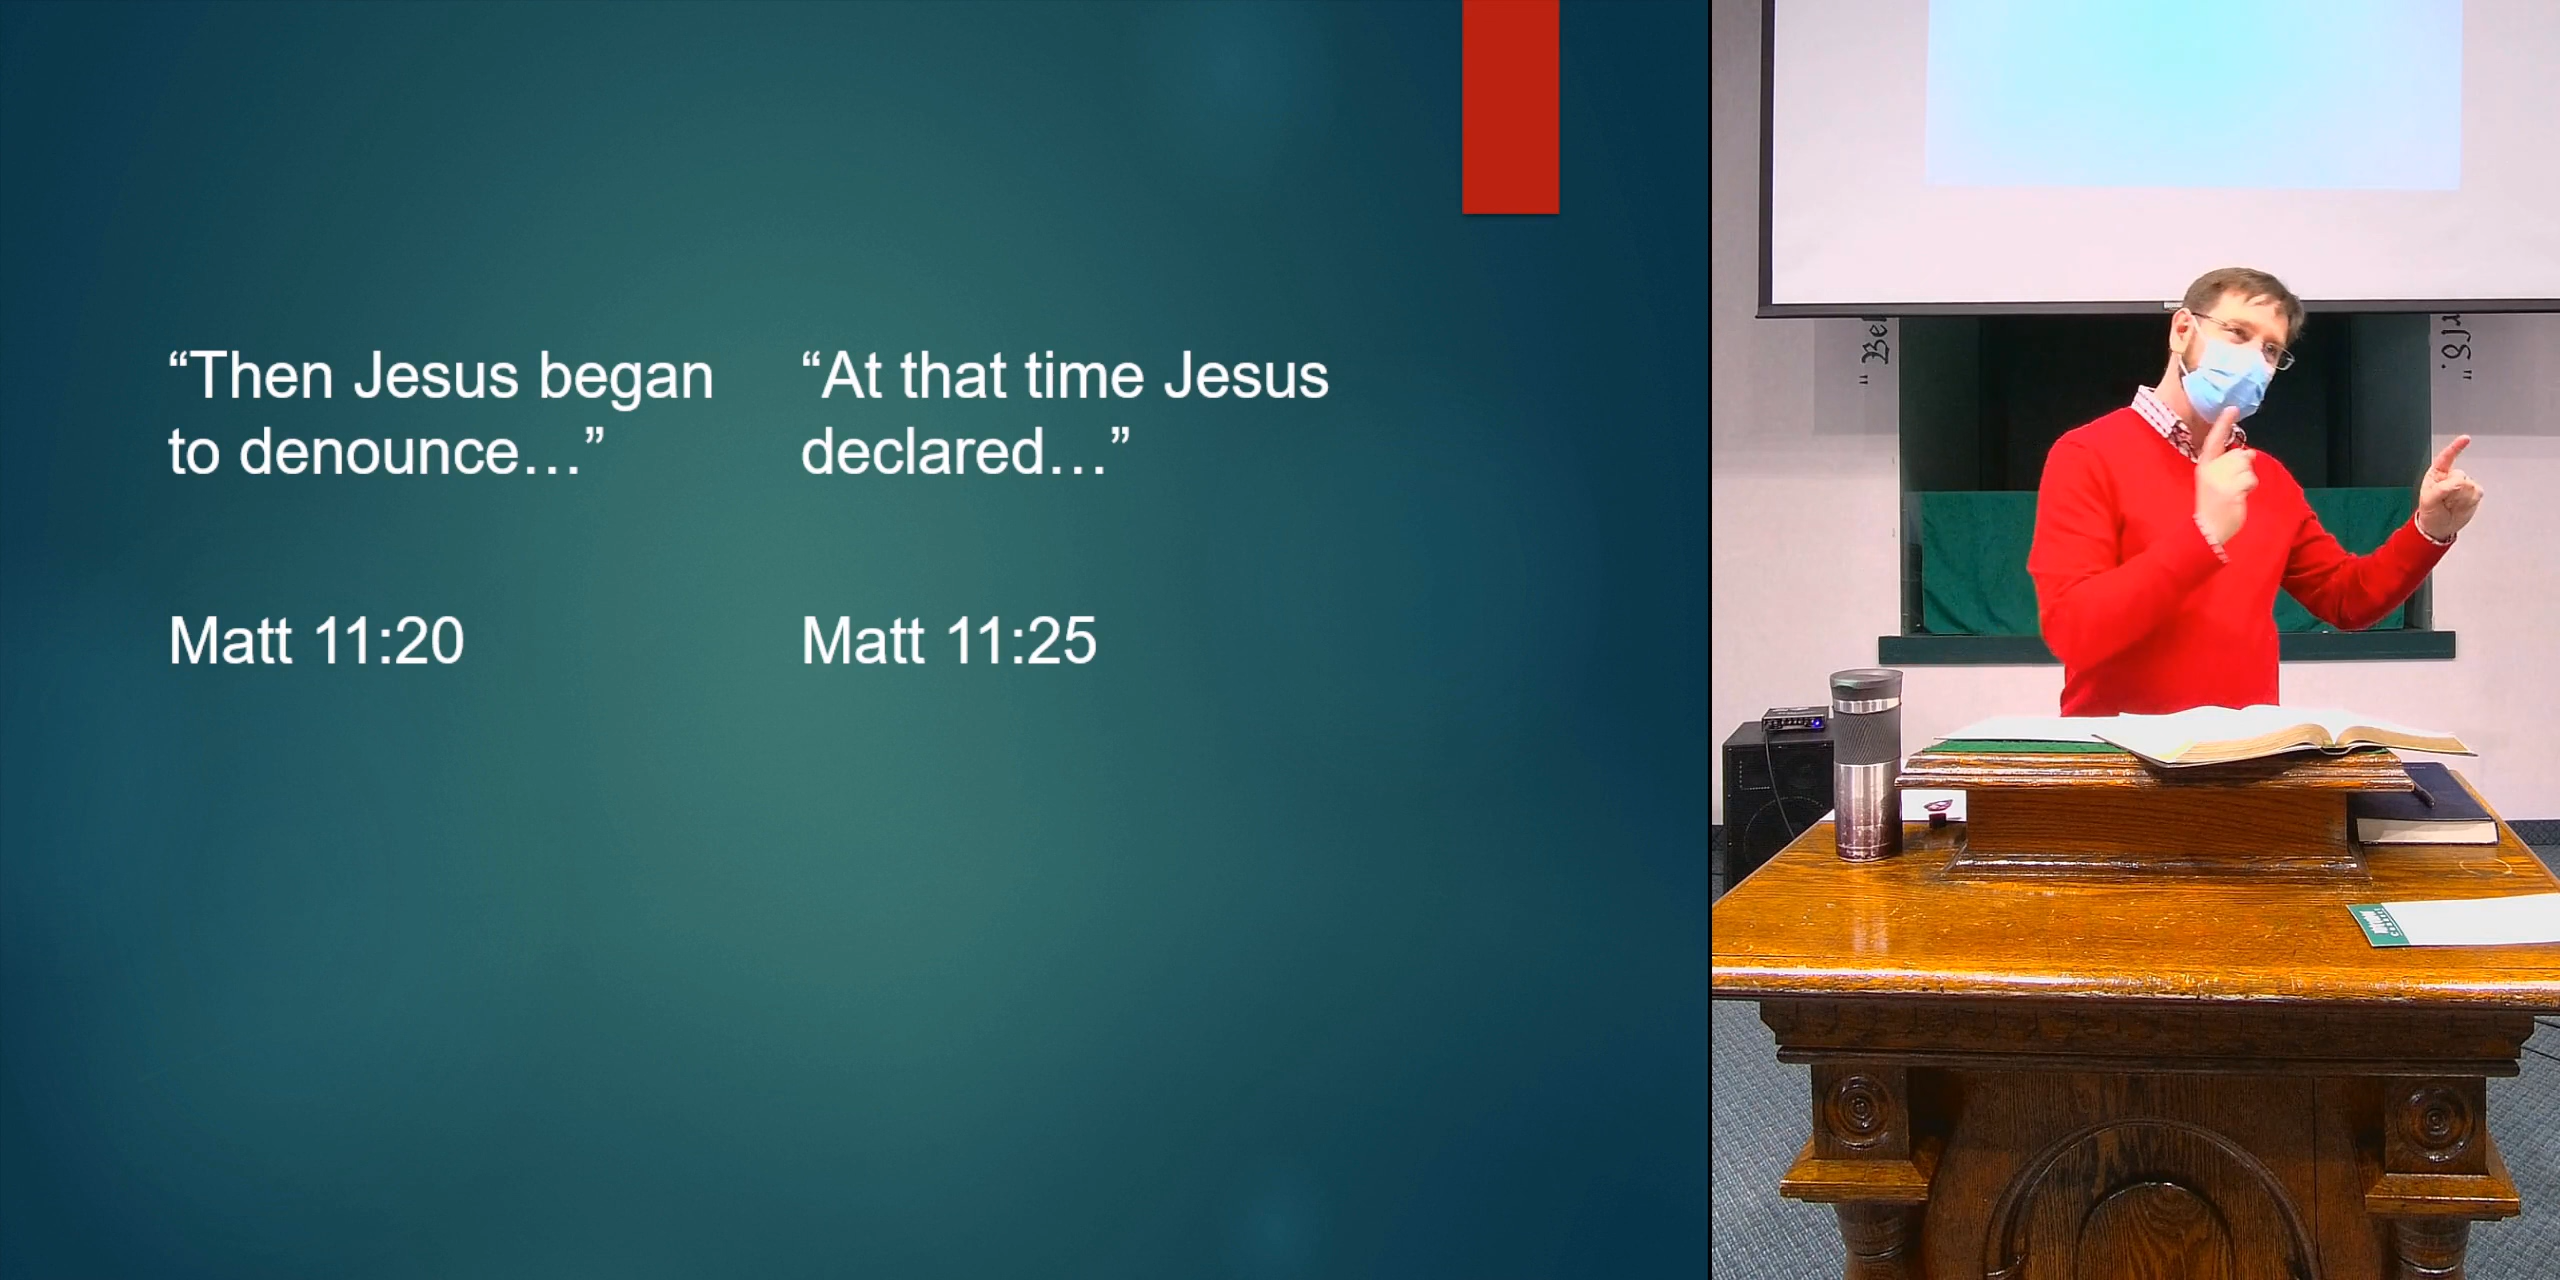 “Then Jesus began
to denounce…”
Matt 11:20
“At that time Jesus
declared…”
Matt 11:25